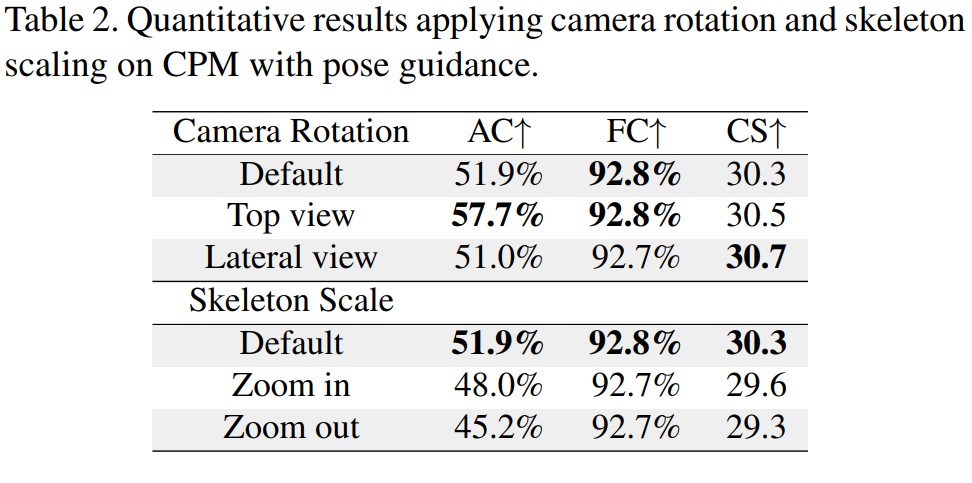 Table 2. Quantitative results applying camera rotation and skeleton
scaling on CPM with pose guidance.
Camera Rotation AC↑ FC↑ CS↑
Default 51.9% 92.8% 30.3
Top view 57.7% 92.8% 30.5
Lateral view 51.0% 92.7% 30.7
Skeleton Scale
Default 51.9% 92.8% 30.3
Zoom in 48.0% 92.7% 29.6
Zoom out 45.2% 92.7% 29.3